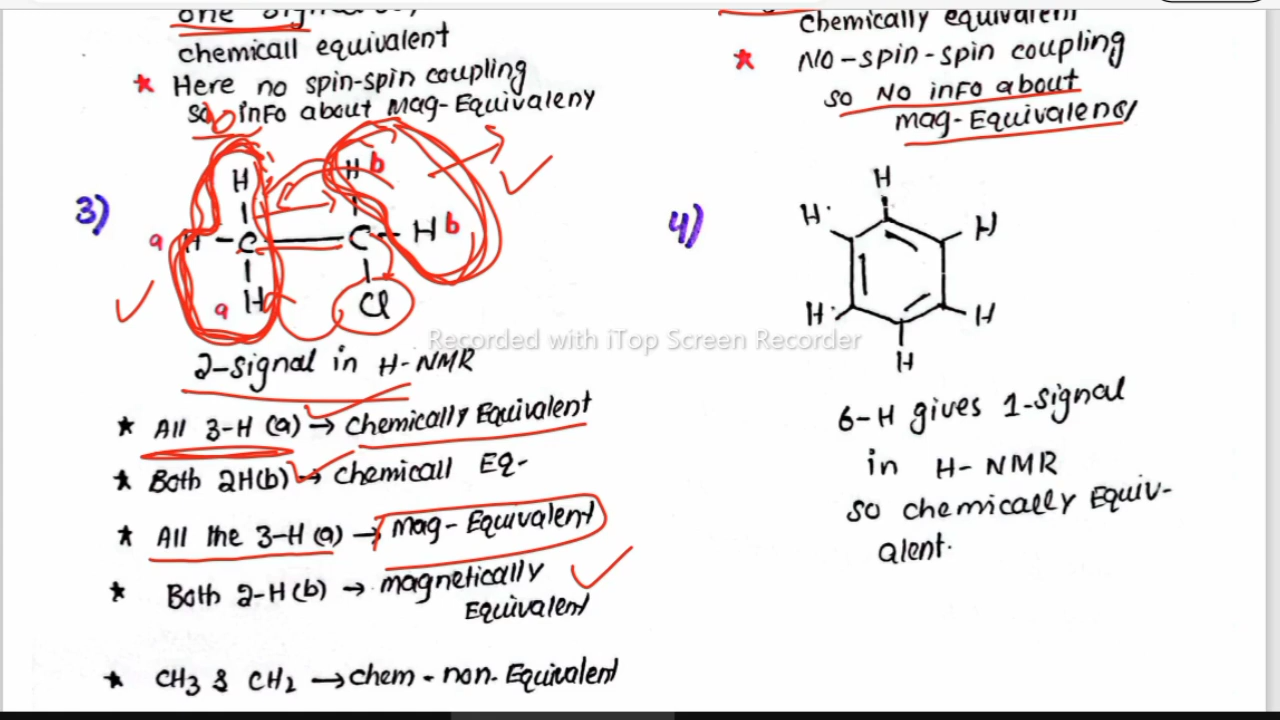 one
chemicall equivalent
* Here no spin-spin coupling
so inFo about Mag-Equivaleny
3)
H H b
a H - C C - H b
a H Cl
2-signal in H-NMR
* All 3-H (a) → chemically Equivalent
* Both 2H(b) → chemicall EQ-
* All the 3-H (a) → mag-Equivalent
* Both 2-H (b) → magnetically
Equivalent
* CH3 & CH2 → chem-non-Equivalent
chemically equivalent
* NO-spin-spin coupling
so NO inFo about
mag-Equivalency
4)
H
H H
H H
H
6-H gives 1-signal
in H-NMR
so chemically Equiv-
alent.
Recorded with iTop Screen Recorder